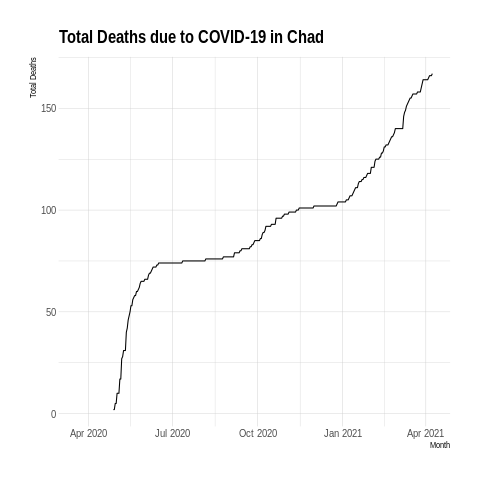 Total Deaths due to COVID-19 in Chad
Total Deaths
150
100
50
0
Apr 2020 Jul 2020 Oct 2020 Jan 2021 Apr 2021
Month